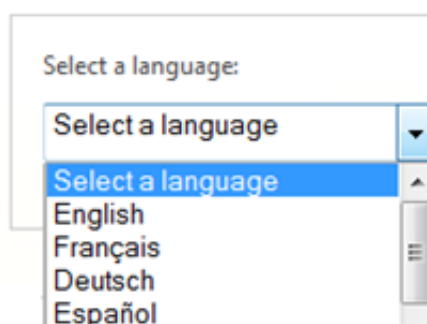 Select a language:
Select a language
Select a language
English
Français
Deutsch
Español